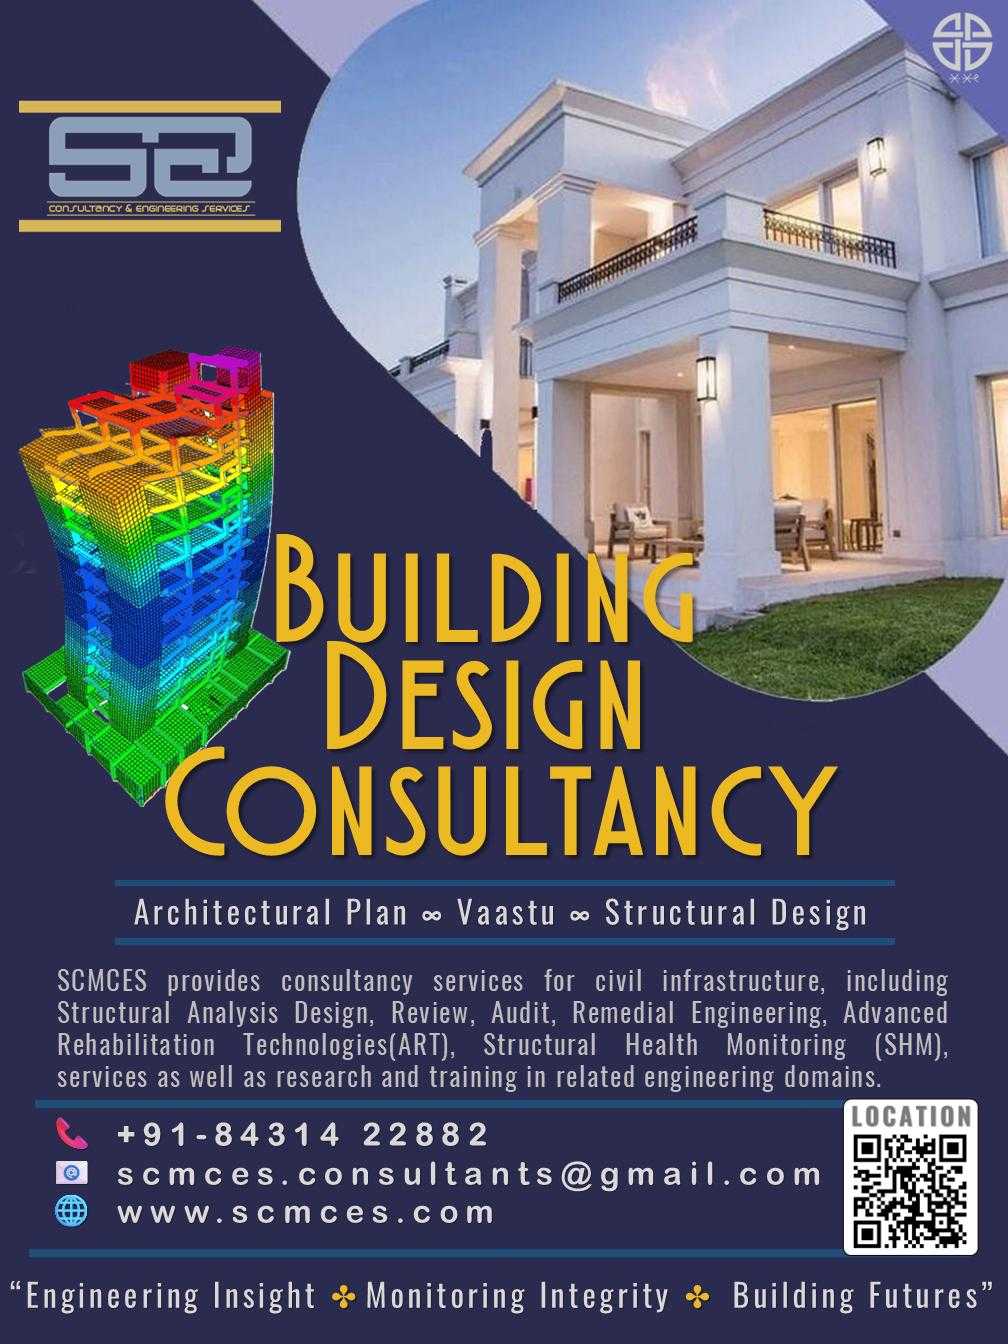 CONSULTANCY & ENGINEERING SERVICES
BUILDING
DESIGN
CONSULTANCY
Architectural Plan ∞ Vaastu ∞ Structural Design
SCMCES provides consultancy services for civil infrastructure, including
Structural Analysis Design, Review, Audit, Remedial Engineering, Advanced
Rehabilitation Technologies(ART), Structural Health Monitoring (SHM),
services as well as research and training in related engineering domains.
LOCATION
+91-84314 22882
scmces.consultants@gmail.com
www.scmces.com
“Engineering Insight ✤ Monitoring Integrity ✤ Building Futures”